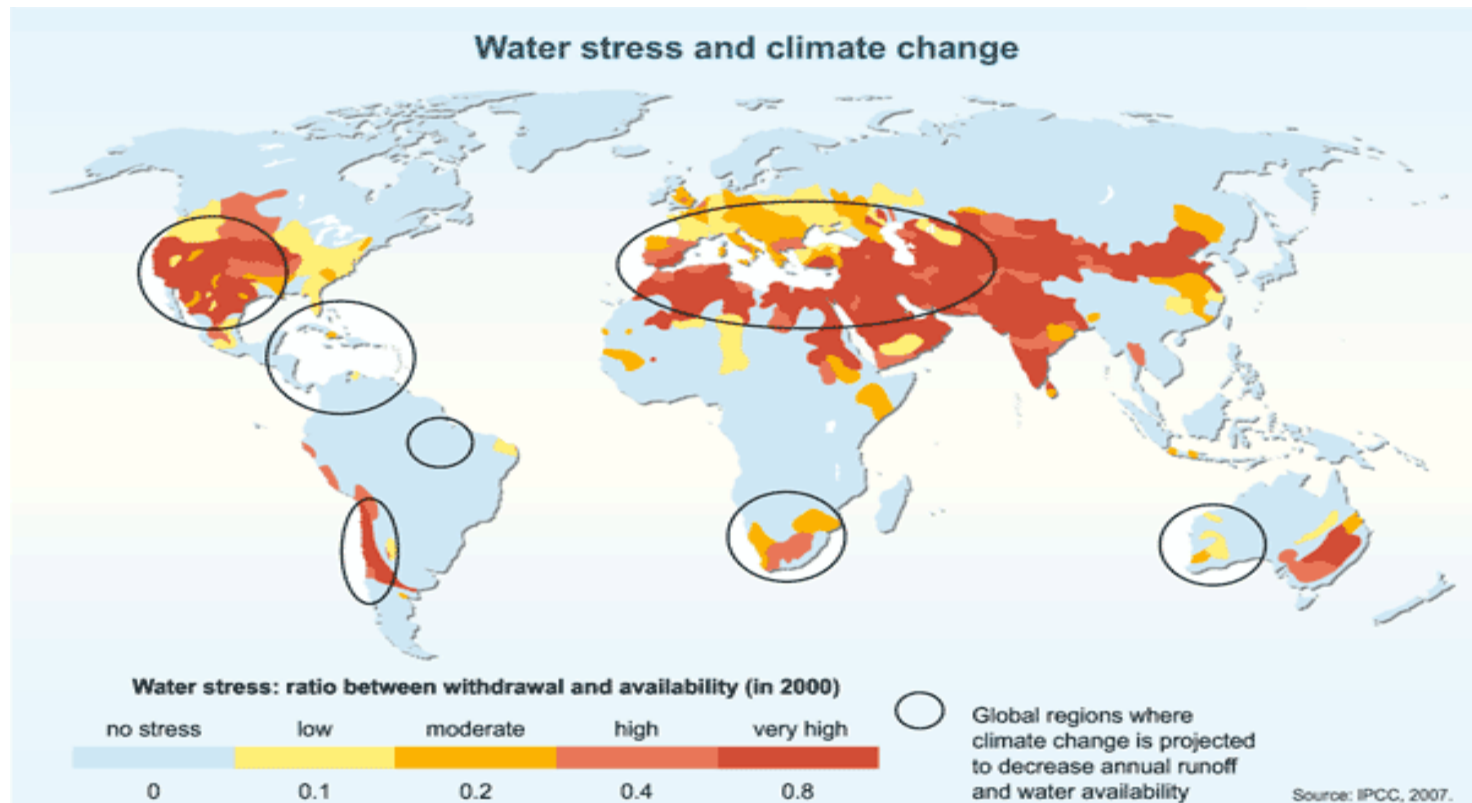 Water stress and climate change
Water stress: ratio between withdrawal and availability (in 2000)
no stress low moderate high very high
0 0.1 0.2 0.4 0.8
Global regions where
climate change is projected
to decrease annual runoff
and water availability
Source: IPCC, 2007.